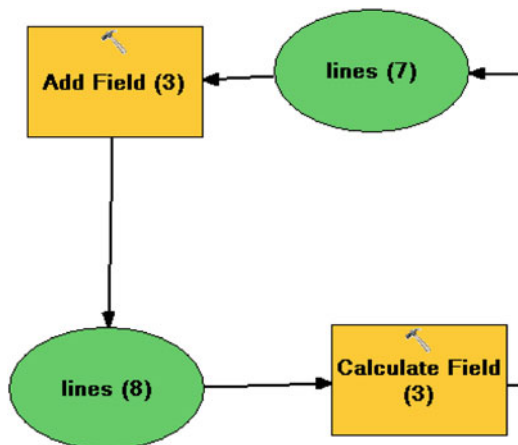 Add Field (3)
lines (7)
lines (8)
Calculate Field
(3)